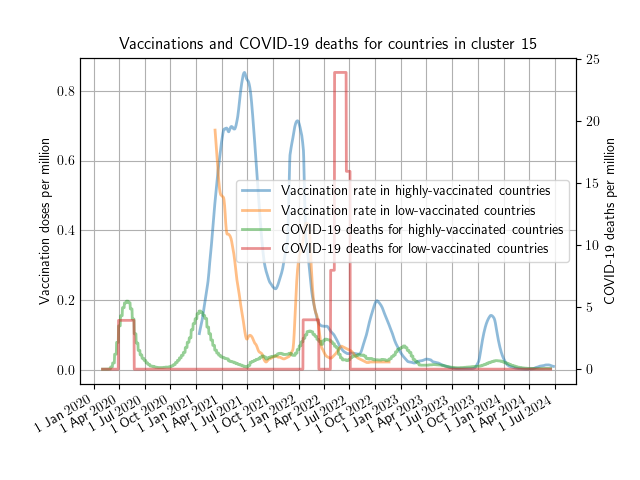 Vaccinations and COVID-19 deaths for countries in cluster 15
Vaccination doses per million
0.8
0.6
0.4
0.2
0.0
25
20
15
10
5
0
COVID-19 deaths per million
Vaccination rate in highly-vaccinated countries
Vaccination rate in low-vaccinated countries
COVID-19 deaths for highly-vaccinated countries
COVID-19 deaths for low-vaccinated countries
1 Jan 2020
1 Apr 2020
1 Jul 2020
1 Oct 2020
1 Jan 2021
1 Apr 2021
1 Jul 2021
1 Oct 2021
1 Jan 2022
1 Apr 2022
1 Jul 2022
1 Oct 2022
1 Jan 2023
1 Apr 2023
1 Jul 2023
1 Oct 2023
1 Jan 2024
1 Apr 2024
1 Jul 2024